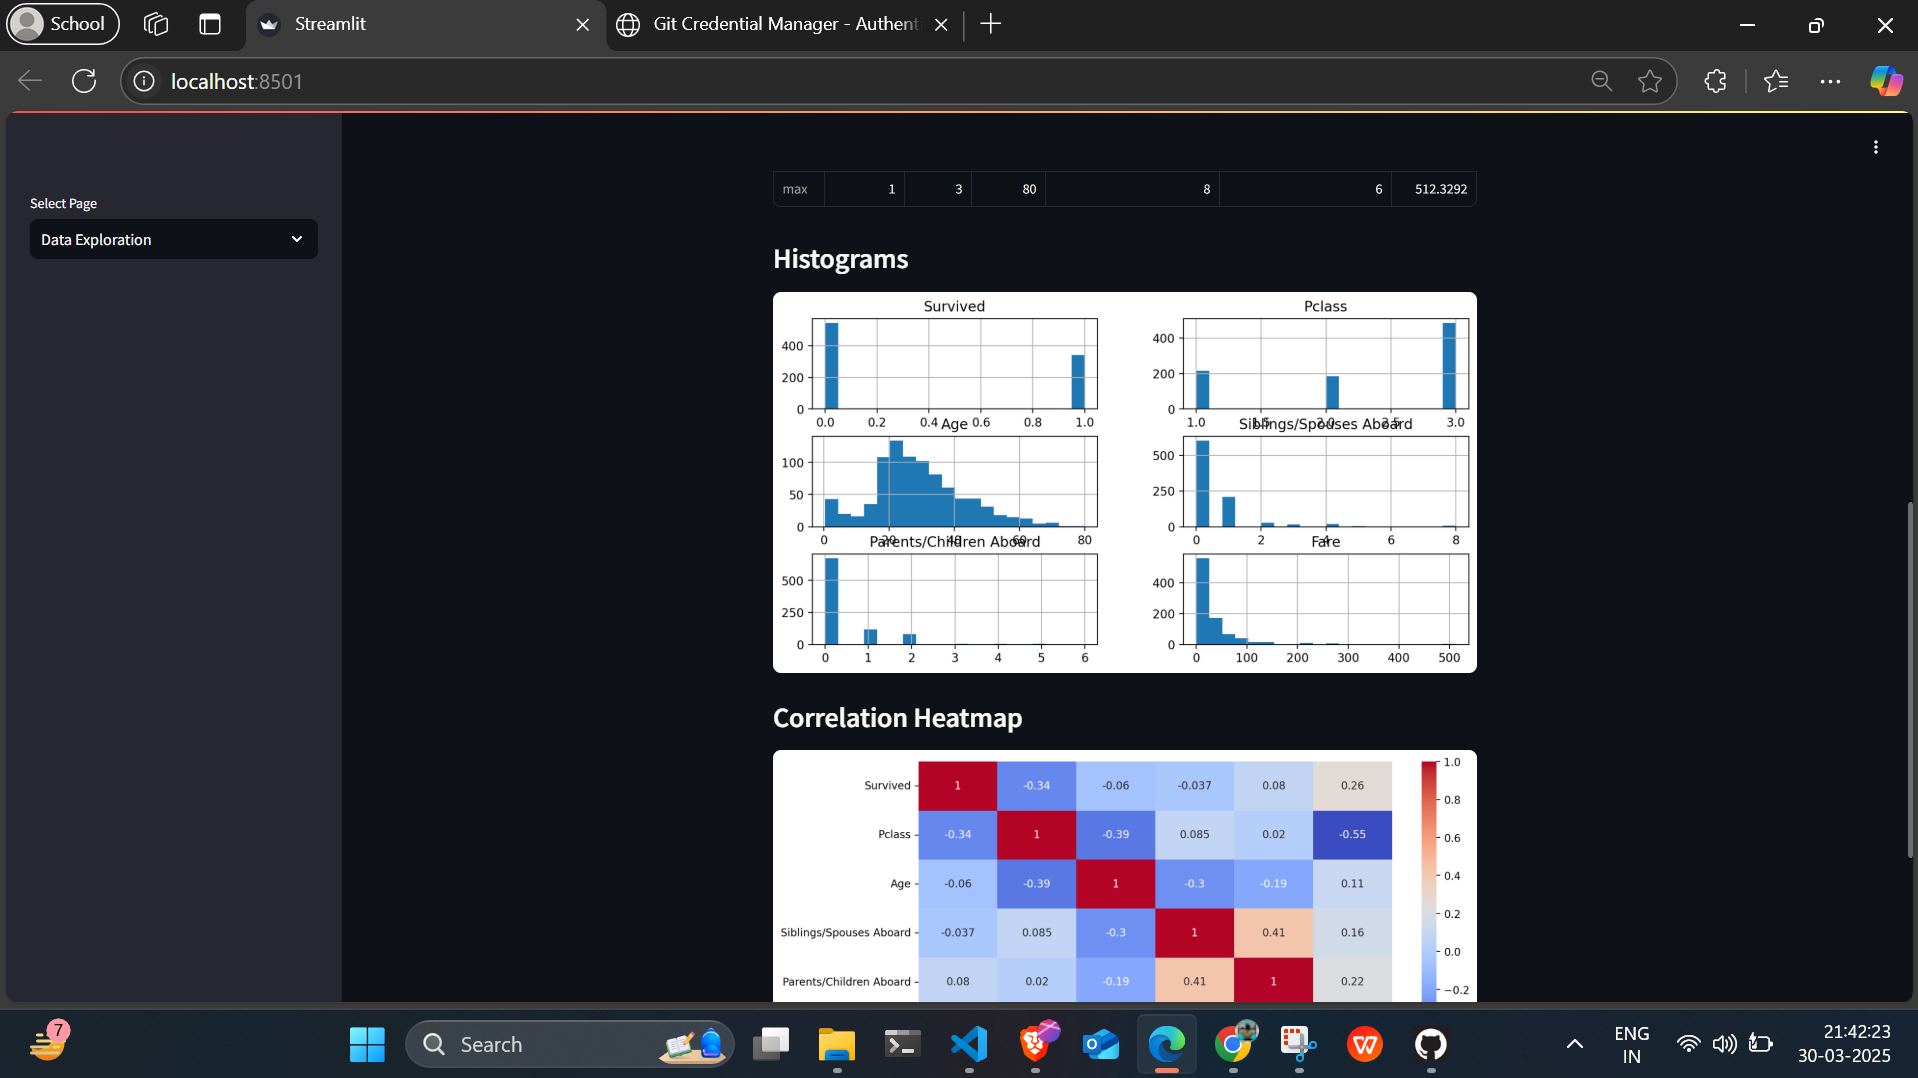 School
Streamlit
Git Credential Manager - Authent
localhost:8501
Select Page
Data Exploration
max 1 3 80 8 6 512.3292
Histograms
Survived
400
200
0
0.0 0.2 0.4 0.6 0.8 1.0
Pclass
400
200
0
1.0 1.5 2.0 2.5 3.0
Age
100
50
0
0 20 40 60 80
Siblings/Spouses Aboard
500
250
0
0 2 4 6 8
Parents/Children Aboard
500
250
0
0 1 2 3 4 5 6
Fare
400
200
0
0 100 200 300 400 500
Correlation Heatmap
Survived 1 -0.34 -0.06 -0.037 0.08 0.26
Pclass -0.34 1 -0.39 0.085 0.02 -0.55
Age -0.06 -0.39 1 -0.3 -0.19 0.11
Siblings/Spouses Aboard -0.037 0.085 -0.3 1 0.41 0.16
Parents/Children Aboard 0.08 0.02 -0.19 0.41 1 0.22
1.0
0.8
0.6
0.4
0.2
0.0
−0.2
7
Search
ENG
IN
21:42:23
30-03-2025